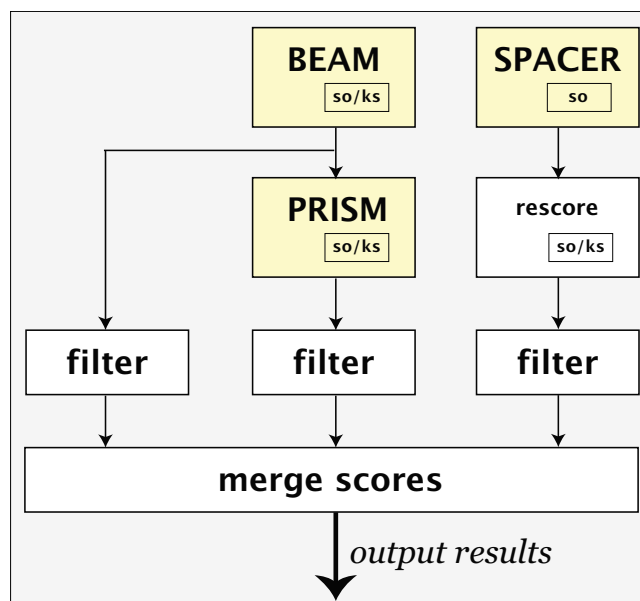 BEAM
so/ks
SPACER
so
PRISM
so/ks
rescore
so/ks
filter
filter
filter
merge scores
output results